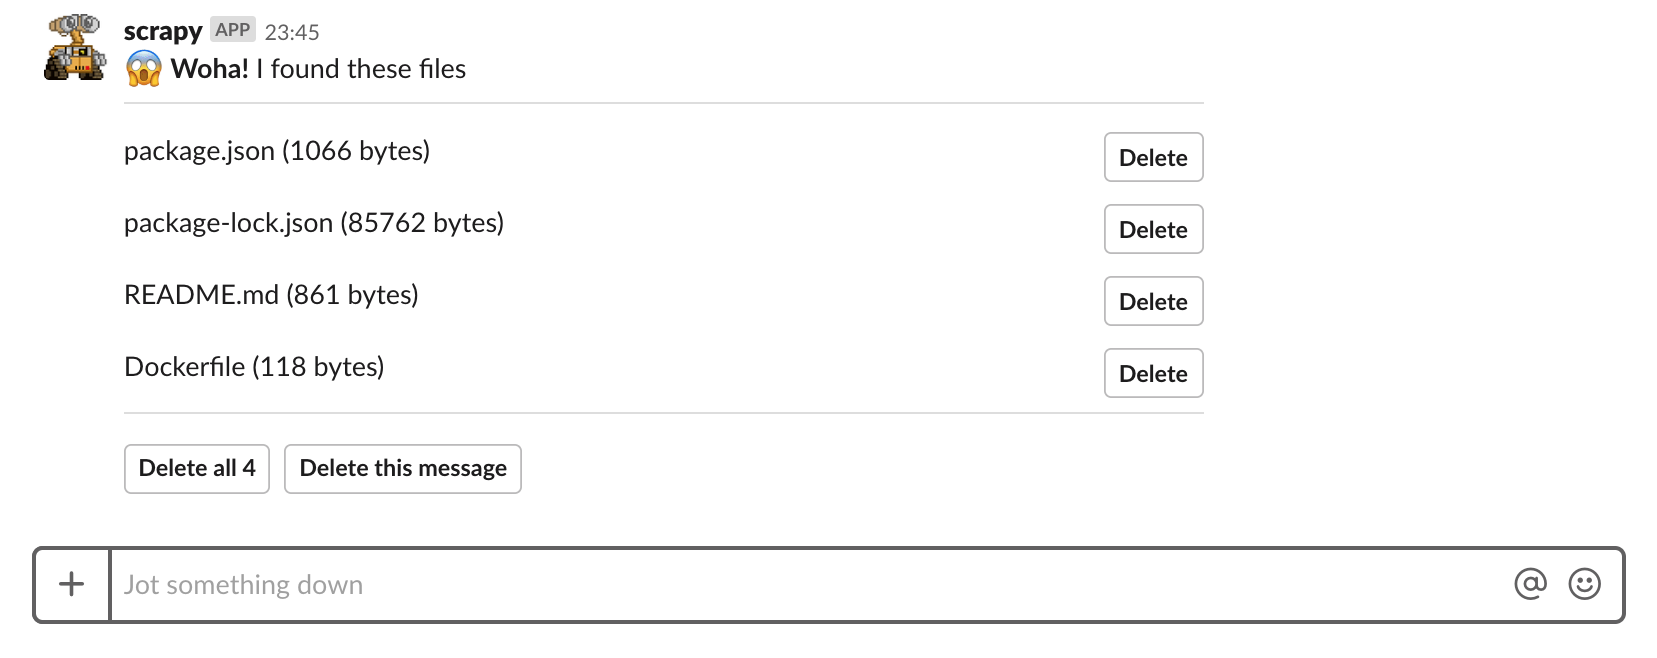 scrapy APP 23:45
😱 Woha! I found these files
package.json (1066 bytes) Delete
package-lock.json (85762 bytes) Delete
README.md (861 bytes) Delete
Dockerfile (118 bytes) Delete
Delete all 4 Delete this message
+ Jot something down @